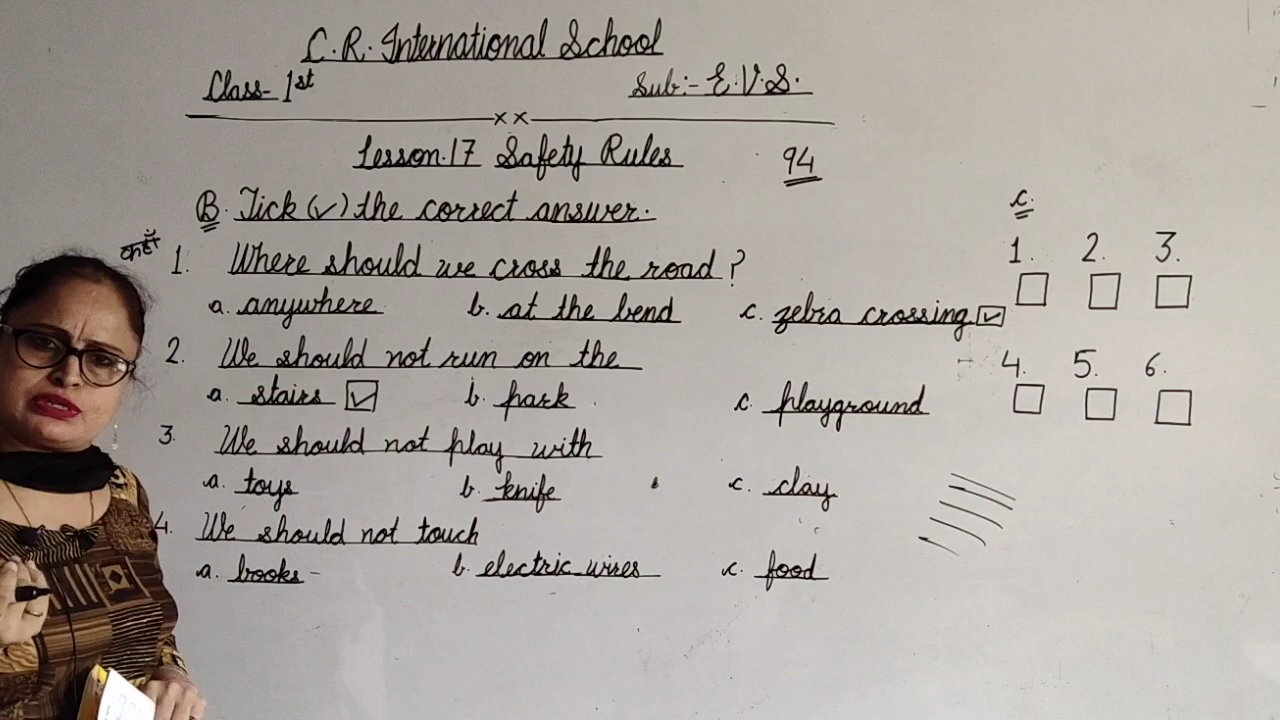 C.R. International School
Class- 1st Sub:- E.V.S.
××
Lesson.17 Safety Rules 94
B. Tick (✓) the correct answer.
कहाँ
1. Where should we cross the road?
a. anywhere b. at the bend c. zebra crossing ✓
2. We should not run on the
a. stairs ✓ b. park c. playground
3. We should not play with
a. toys b. knife c. clay
4. We should not touch
a. books b. electric wires c. food
C.
1. 2. 3.
4. 5. 6.